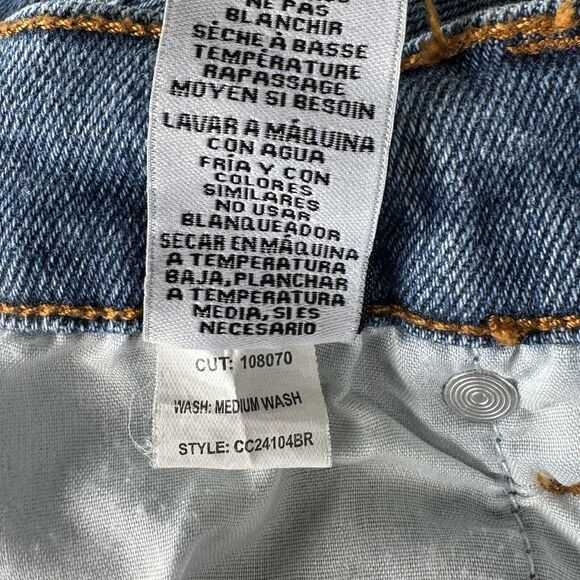 NE PAS
BLANCHIR
SÉCHE À BASSE
TEMPÉRATURE
RAPASSAGE
MOYEN SI BESOIN
LAVAR A MÁQUINA
CON AGUA
FRÍA Y CON
COLORES
SIMILARES
NO USAR
BLANQUEADOR
SECAR EN MÁQUINA
A TEMPERATURA
BAJA, PLANCHAR
A TEMPERATURA
MEDIA, SI ES
NECESARIO
CUT: 108070
WASH: MEDIUM WASH
STYLE: CC24104BR